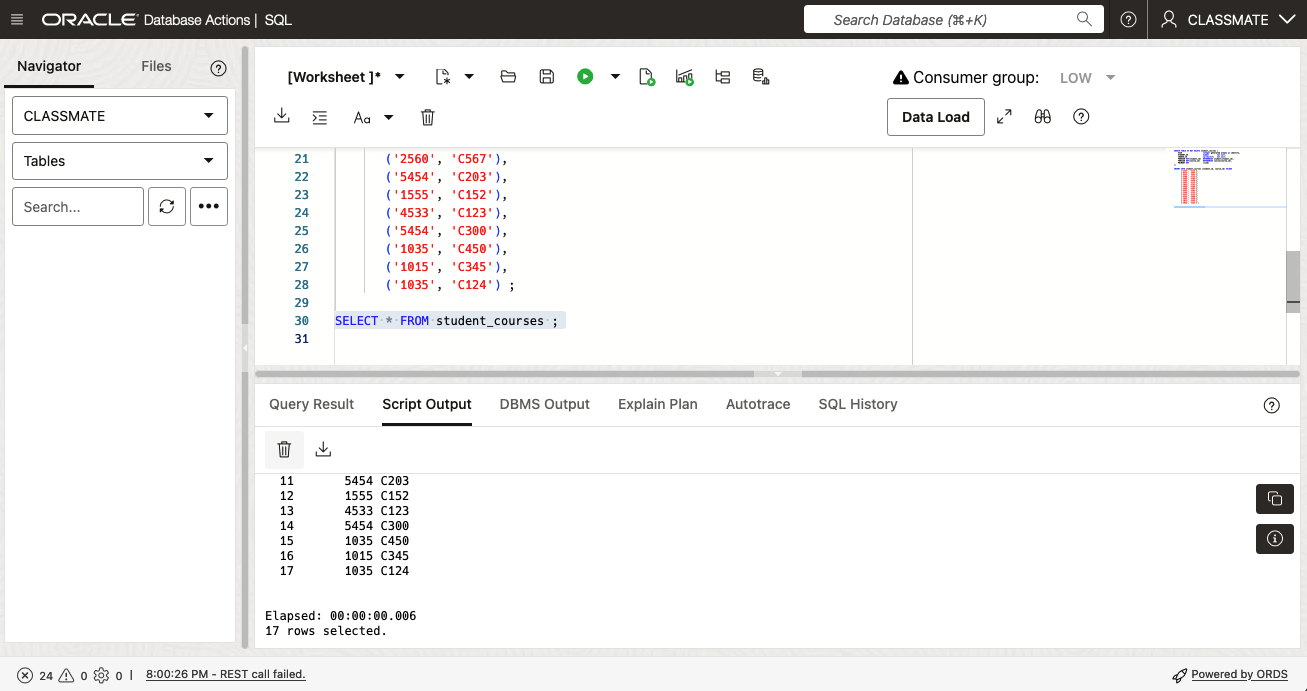 ORACLE Database Actions | SQL
Search Database (⌘+K)
CLASSMATE
Navigator
Files
CLASSMATE
Tables
Search...
[Worksheet ]*
Consumer group: LOW
Aa
Data Load
21 ('2560', 'C567'),
22 ('5454', 'C203'),
23 ('1555', 'C152'),
24 ('4533', 'C123'),
25 ('5454', 'C300'),
26 ('1035', 'C450'),
27 ('1015', 'C345'),
28 ('1035', 'C124') ;
29
30 SELECT * FROM student_courses ;
31
Query Result Script Output DBMS Output Explain Plan Autotrace SQL History
11 5454 C203
12 1555 C152
13 4533 C123
14 5454 C300
15 1035 C450
16 1015 C345
17 1035 C124
Elapsed: 00:00:00.006
17 rows selected.
24 0 0 | 8:00:26 PM - REST call failed.
Powered by ORDS